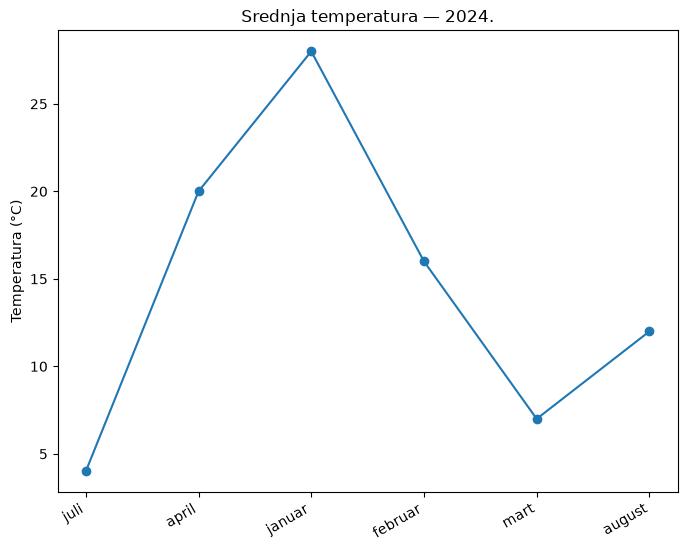 Srednja temperatura — 2024.
Temperatura (°C)
25
20
15
10
5
juli
april
januar
februar
mart
august